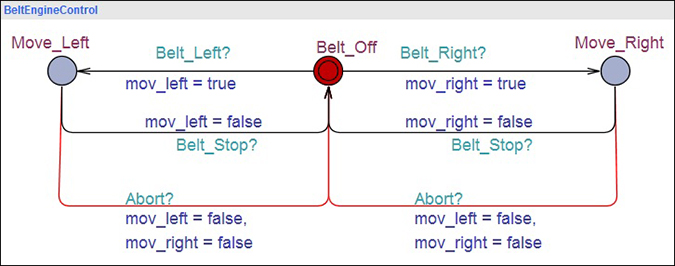 BeltEngineControl
Move_Left
Belt_Off
Move_Right
Belt_Left?
Belt_Right?
mov_left = true
mov_right = true
mov_left = false
mov_right = false
Belt_Stop?
Belt_Stop?
Abort?
Abort?
mov_left = false,
mov_left = false,
mov_right = false
mov_right = false